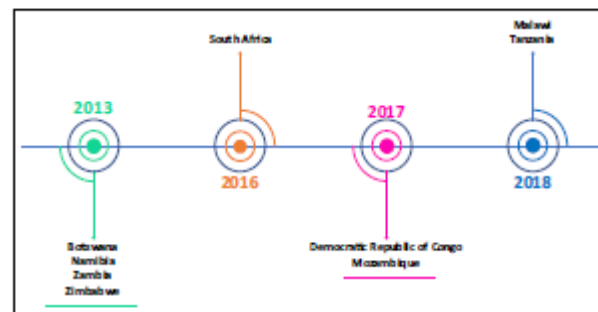 South Africa
Malawi
Tanzania
2013
2017
2016
2018
Botswana
Namibia
Zambia
Zimbabwe
Democratic Republic of Congo
Mozambique